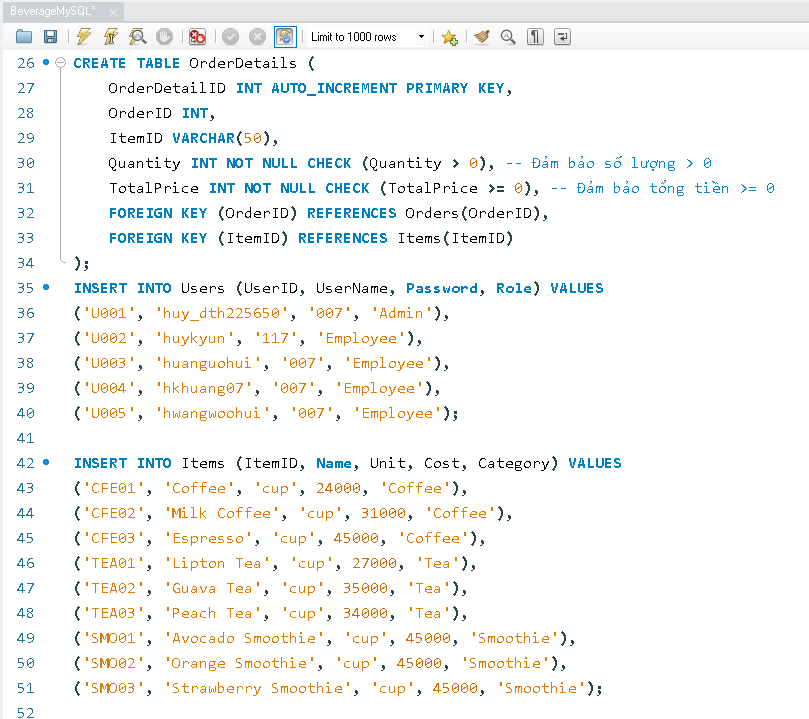 BeverageMySQL*
Limit to 1000 rows
26 CREATE TABLE OrderDetails (
27 OrderDetailID INT AUTO_INCREMENT PRIMARY KEY,
28 OrderID INT,
29 ItemID VARCHAR(50),
30 Quantity INT NOT NULL CHECK (Quantity > 0), -- Đảm bảo số lượng > 0
31 TotalPrice INT NOT NULL CHECK (TotalPrice >= 0), -- Đảm bảo tổng tiền >= 0
32 FOREIGN KEY (OrderID) REFERENCES Orders(OrderID),
33 FOREIGN KEY (ItemID) REFERENCES Items(ItemID)
34 );
35 INSERT INTO Users (UserID, UserName, Password, Role) VALUES
36 ('U001', 'huy_dth225650', '007', 'Admin'),
37 ('U002', 'huykyun', '117', 'Employee'),
38 ('U003', 'huanguohui', '007', 'Employee'),
39 ('U004', 'hkhuang07', '007', 'Employee'),
40 ('U005', 'hwangwoohui', '007', 'Employee');
41
42 INSERT INTO Items (ItemID, Name, Unit, Cost, Category) VALUES
43 ('CFE01', 'Coffee', 'cup', 24000, 'Coffee'),
44 ('CFE02', 'Milk Coffee', 'cup', 31000, 'Coffee'),
45 ('CFE03', 'Espresso', 'cup', 45000, 'Coffee'),
46 ('TEA01', 'Lipton Tea', 'cup', 27000, 'Tea'),
47 ('TEA02', 'Guava Tea', 'cup', 35000, 'Tea'),
48 ('TEA03', 'Peach Tea', 'cup', 34000, 'Tea'),
49 ('SMO01', 'Avocado Smoothie', 'cup', 45000, 'Smoothie'),
50 ('SMO02', 'Orange Smoothie', 'cup', 45000, 'Smoothie'),
51 ('SMO03', 'Strawberry Smoothie', 'cup', 45000, 'Smoothie');
52